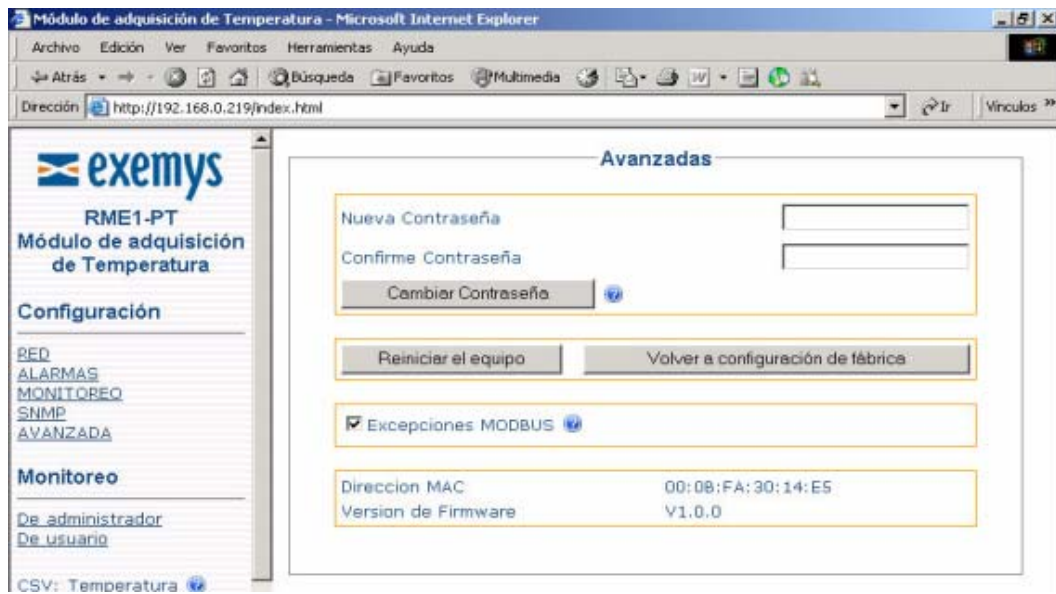 Módulo de adquisición de Temperatura - Microsoft Internet Explorer
Archivo Edición Ver Favoritos Herramientas Ayuda
Atrás Búsqueda Favoritos Multimedia
Dirección http://192.168.0.219/index.html Ir Vínculos »
exemys
RME1-PT
Módulo de adquisición
de Temperatura
Configuración
RED
ALARMAS
MONITOREO
SNMP
AVANZADA
Monitoreo
De administrador
De usuario
CSV: Temperatura
Avanzadas
Nueva Contraseña
Confirme Contraseña
Cambiar Contraseña
Reiniciar el equipo Volver a configuración de fábrica
Excepciones MODBUS
Direccion MAC 00:0B:FA:30:14:E5
Version de Firmware V1.0.0